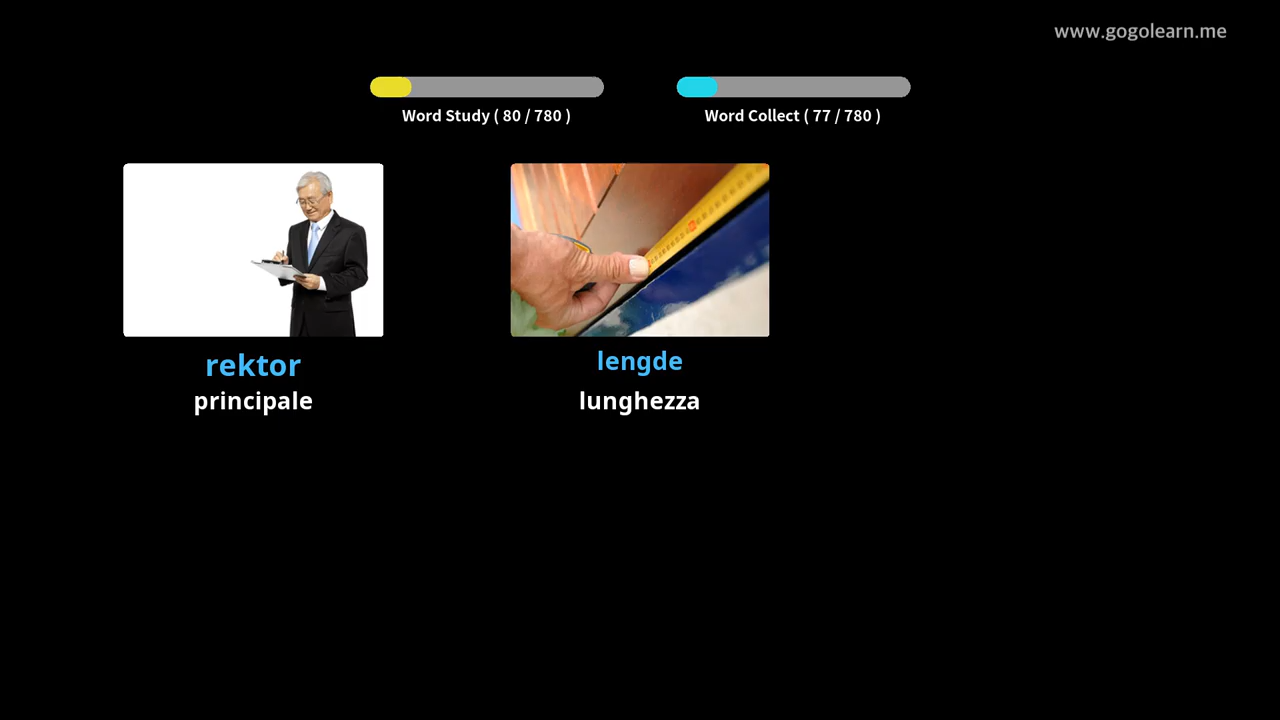 www.gogolearn.me
Word Study ( 80 / 780 )
Word Collect ( 77 / 780 )
rektor
principale
lengde
lunghezza